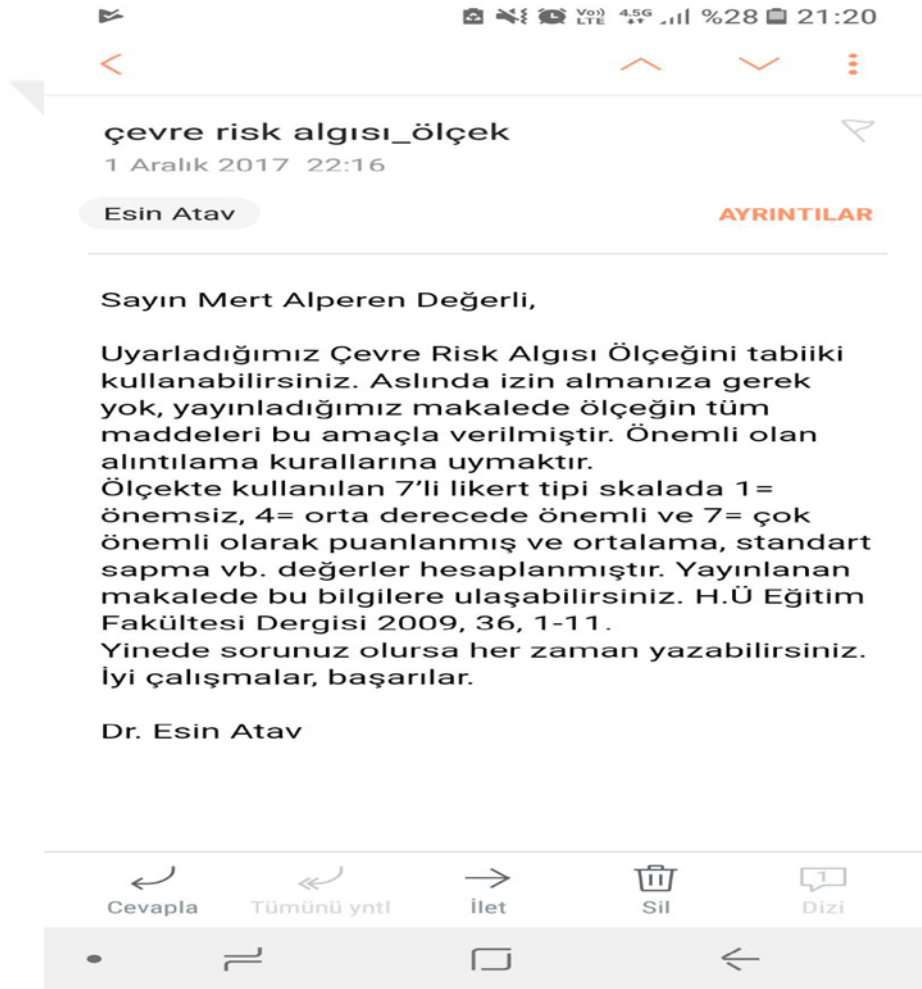 Vo))
LTE 4.5G %28 21:20
çevre risk algısı_ölçek
1 Aralık 2017 22:16
Esin Atav AYRINTILAR
Sayın Mert Alperen Değerli,
Uyarladığımız Çevre Risk Algısı Ölçeğini tabiiki
kullanabilirsiniz. Aslında izin almanıza gerek
yok, yayınladığımız makalede ölçeğin tüm
maddeleri bu amaçla verilmiştir. Önemli olan
alıntılama kurallarına uymaktır.
Ölçekte kullanılan 7’li likert tipi skalada 1=
önemsiz, 4= orta derecede önemli ve 7= çok
önemli olarak puanlanmış ve ortalama, standart
sapma vb. değerler hesaplanmıştır. Yayınlanan
makalede bu bilgilere ulaşabilirsiniz. H.Ü Eğitim
Fakültesi Dergisi 2009, 36, 1-11.
Yinede sorunuz olursa her zaman yazabilirsiniz.
İyi çalışmalar, başarılar.
Dr. Esin Atav
1
Cevapla Tümünü yntl İlet Sil Dizi